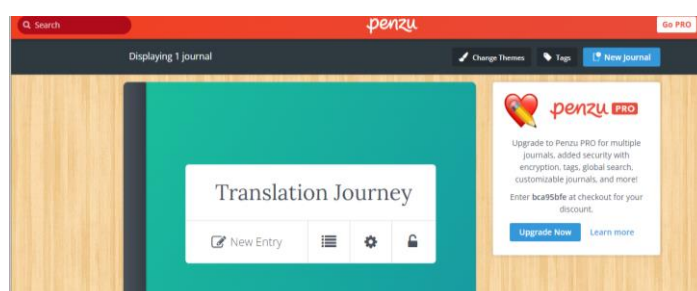 Search
penzu
Go PRO
Displaying 1 journal
Change Themes
Tags
New Journal
Translation Journey
New Entry
penzu PRO
Upgrade to Penzu PRO for multiple
journals, added security with
encryption, tags, global search,
customizable journals, and more!
Enter bca95bfe at checkout for your
discount.
Upgrade Now
Learn more